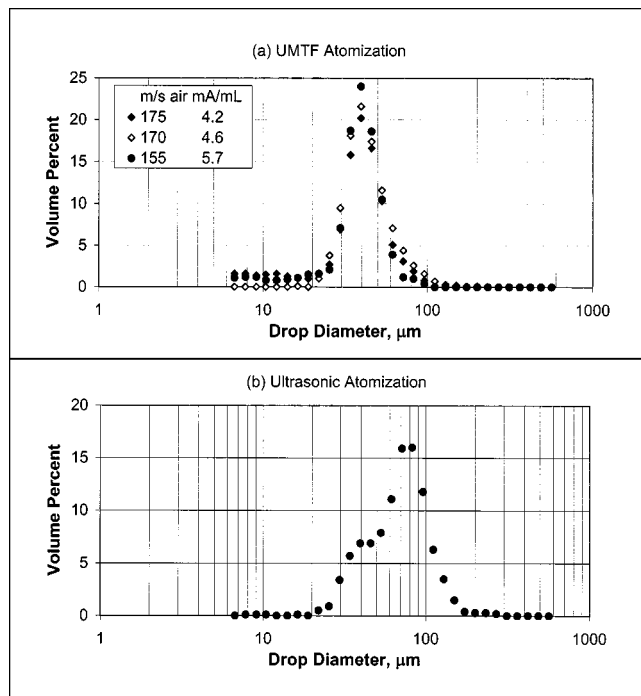 (a) UMTF Atomization
25
20
15
10
5
0
Volume Percent
m/s air mA/mL
175 4.2
170 4.6
155 5.7
1 10 100 1000
Drop Diameter, µm
(b) Ultrasonic Atomization
20
15
10
5
0
Volume Percent
1 10 100 1000
Drop Diameter, µm